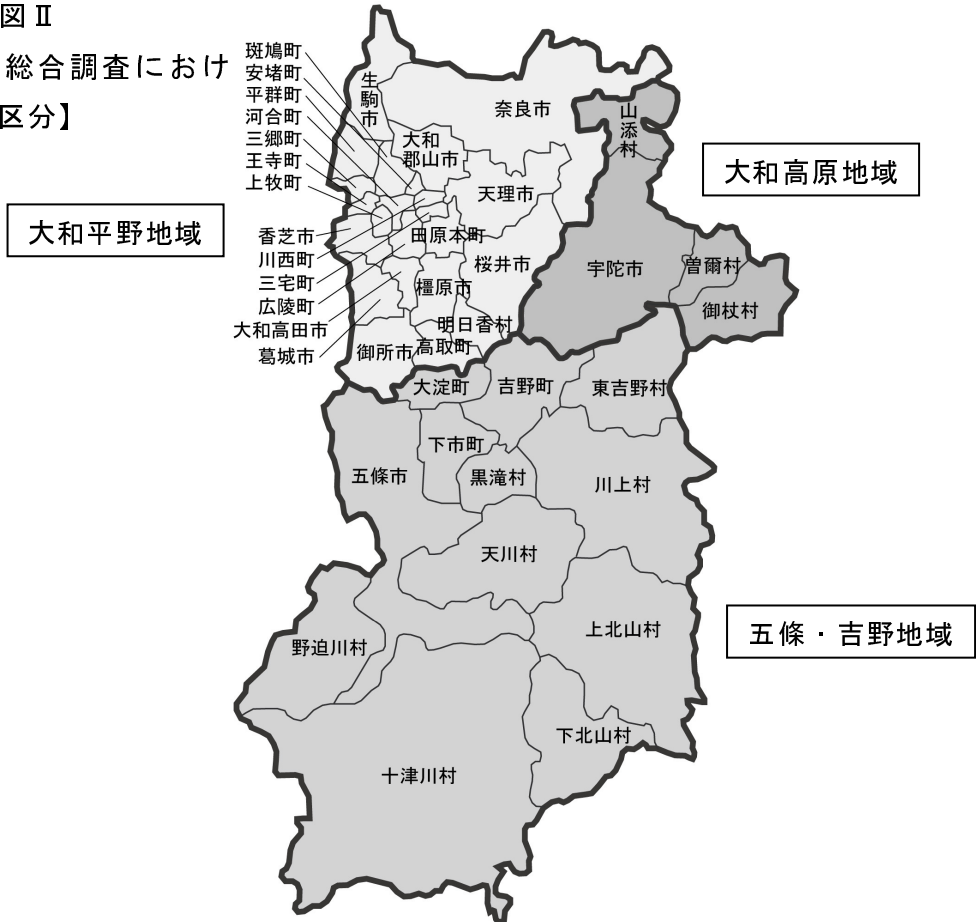 図Ⅱ
総合調査におけ
区分】
斑鳩町
安堵町
平群町
河合町
三郷町
王寺町
上牧町
香芝市
川西町
三宅町
広陵町
大和高田市
葛城市
大和平野地域
大和高原地域
五條・吉野地域
生駒市
奈良市
山添村
大和
郡山市
天理市
田原本町
桜井市
橿原市
明日香村
御所市
高取町
宇陀市
曽爾村
御杖村
大淀町
吉野町
東吉野村
下市町
五條市
黒滝村
川上村
天川村
上北山村
野迫川村
下北山村
十津川村